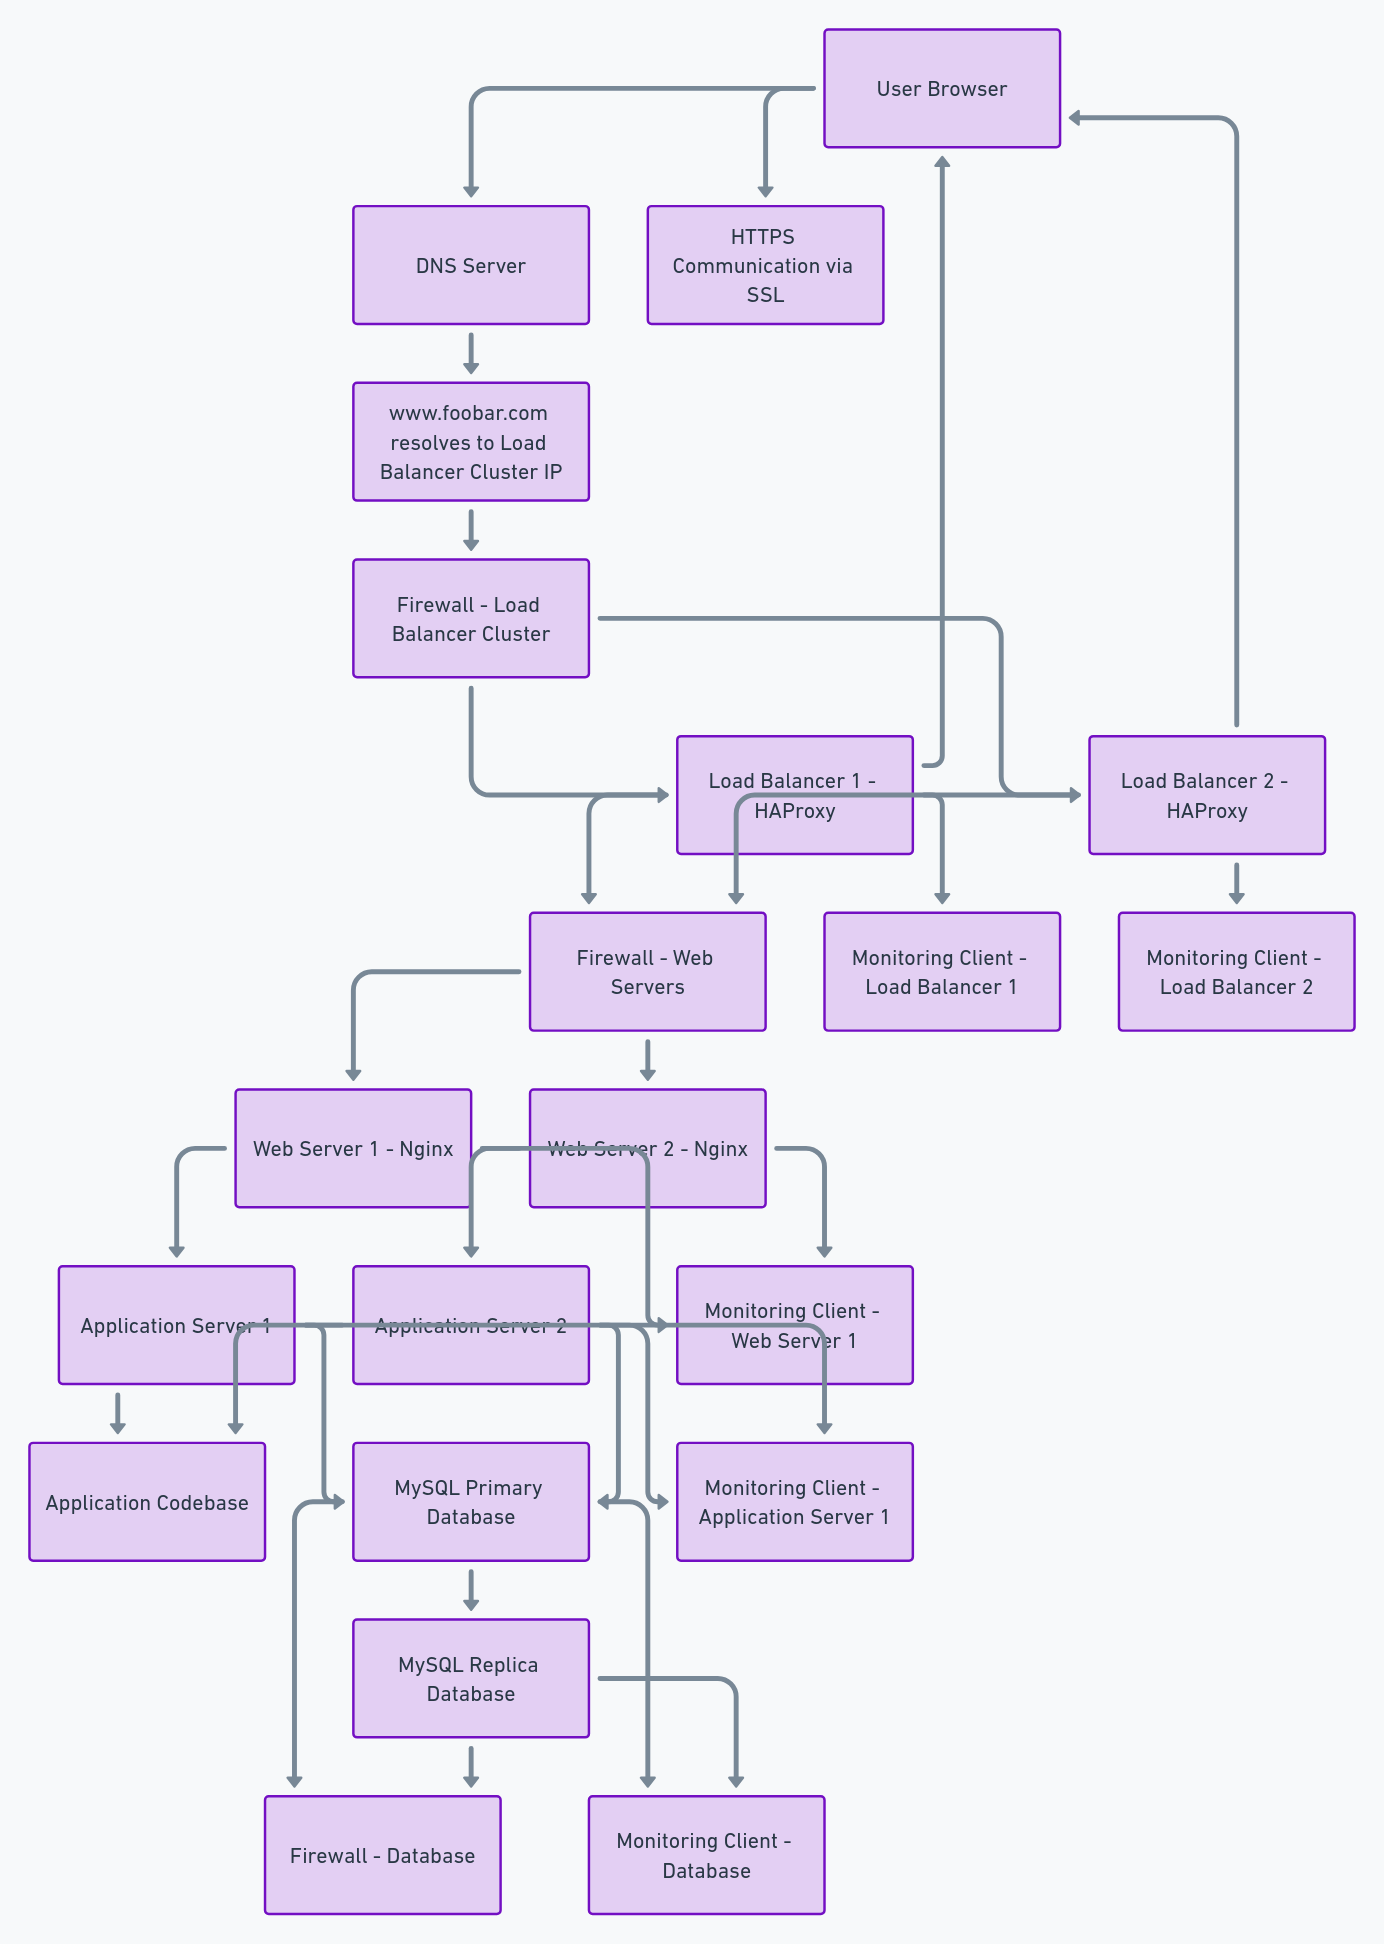 User Browser
DNS Server
HTTPS
Communication via
SSL
www.foobar.com
resolves to Load
Balancer Cluster IP
Firewall - Load
Balancer Cluster
Load Balancer 1 -
HAProxy
Load Balancer 2 -
HAProxy
Firewall - Web
Servers
Monitoring Client -
Load Balancer 1
Monitoring Client -
Load Balancer 2
Web Server 1 - Nginx
Web Server 2 - Nginx
Application Server 1
Application Server 2
Monitoring Client -
Web Server 1
Application Codebase
MySQL Primary
Database
Monitoring Client -
Application Server 1
MySQL Replica
Database
Firewall - Database
Monitoring Client -
Database